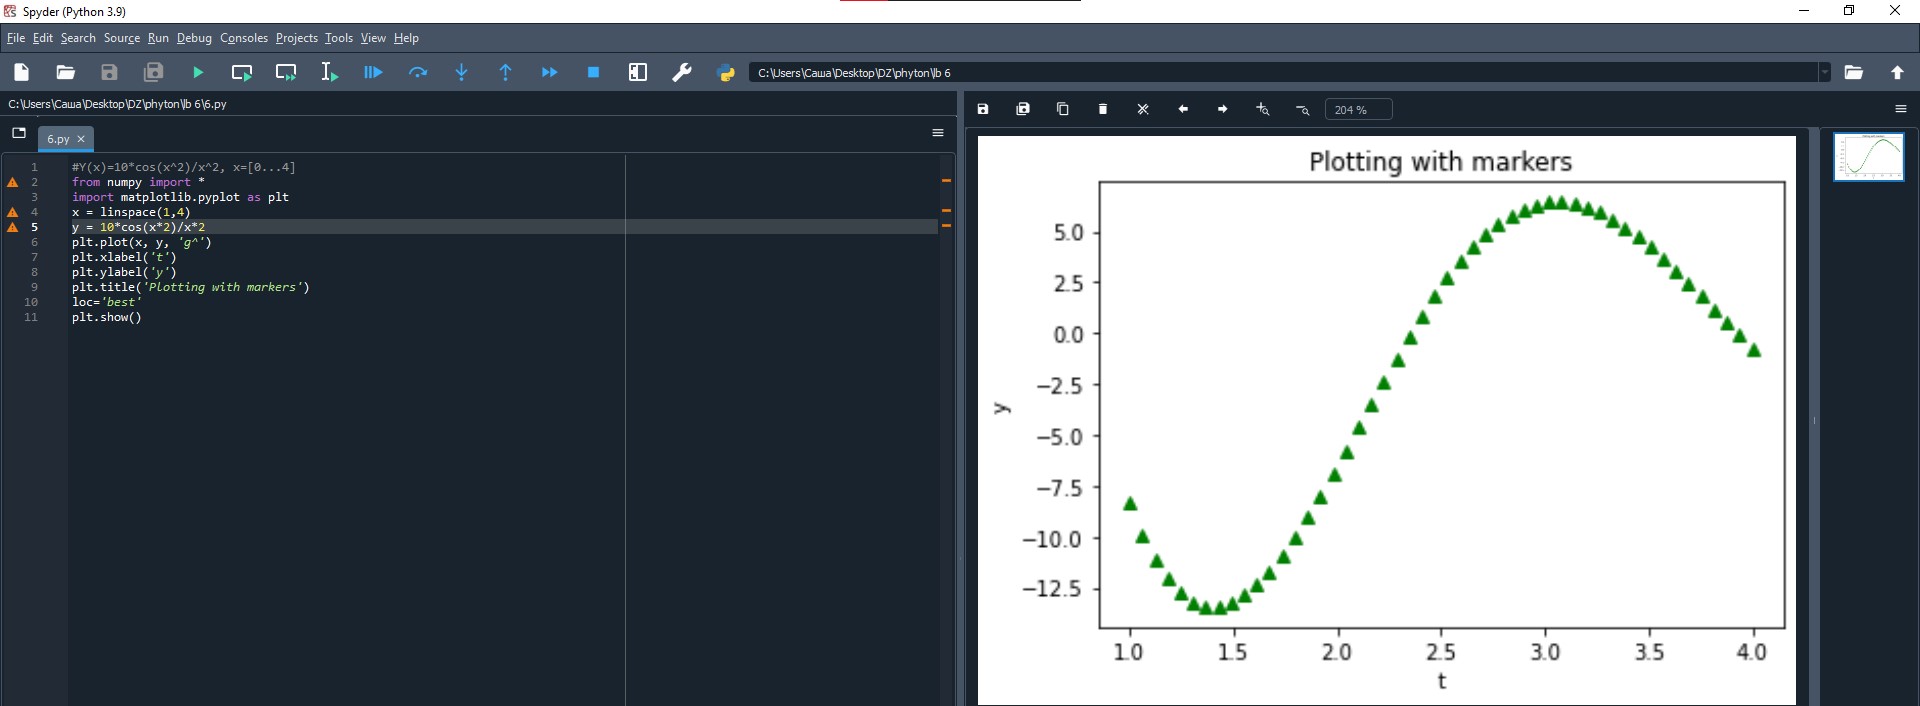 Spyder (Python 3.9)
File Edit Search Source Run Debug Consoles Projects Tools View Help
C:\Users\Саша\Desktop\DZ\phyton\lb 6
C:\Users\Саша\Desktop\DZ\phyton\lb 6\6.py
204 %
6.py
1 #Y(x)=10*cos(x^2)/x^2, x=[0...4]
2 from numpy import *
3 import matplotlib.pyplot as plt
4 x = linspace(1,4)
5 y = 10*cos(x*2)/x*2
6 plt.plot(x, y, 'g^')
7 plt.xlabel('t')
8 plt.ylabel('y')
9 plt.title('Plotting with markers')
10 loc='best'
11 plt.show()
Plotting with markers
5.0
2.5
0.0
−2.5
−5.0
−7.5
−10.0
−12.5
y
1.0 1.5 2.0 2.5 3.0 3.5 4.0
t